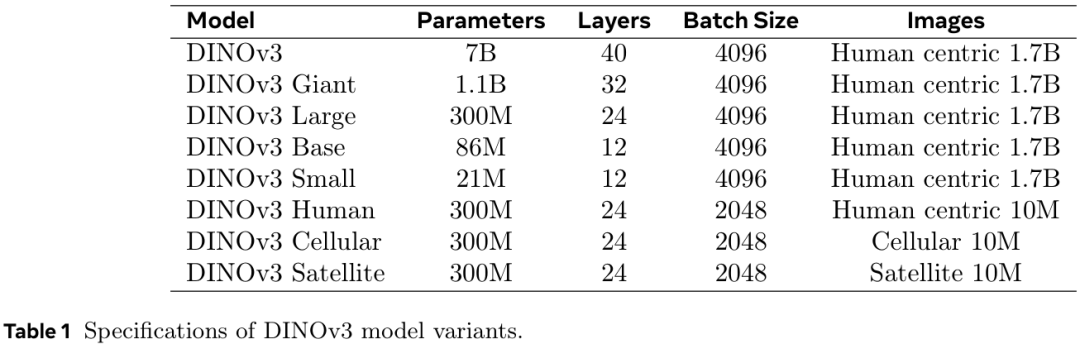 Model Parameters Layers Batch Size Images
DINOv3 7B 40 4096 Human centric 1.7B
DINOv3 Giant 1.1B 32 4096 Human centric 1.7B
DINOv3 Large 300M 24 4096 Human centric 1.7B
DINOv3 Base 86M 12 4096 Human centric 1.7B
DINOv3 Small 21M 12 4096 Human centric 1.7B
DINOv3 Human 300M 24 2048 Human centric 10M
DINOv3 Cellular 300M 24 2048 Cellular 10M
DINOv3 Satellite 300M 24 2048 Satellite 10M
Table 1 Specifications of DINOv3 model variants.